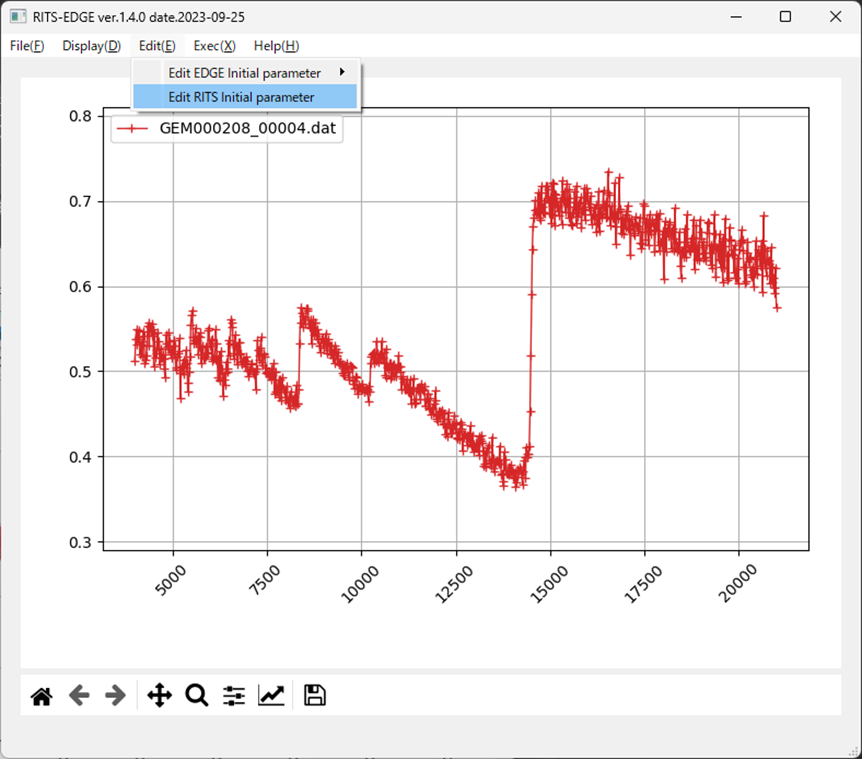 RITS-EDGE ver.1.4.0 date.2023-09-25
File(F) Display(D) Edit(E) Exec(X) Help(H)
Edit EDGE Initial parameter
Edit RITS Initial parameter
GEM000208_00004.dat
0.8
0.7
0.6
0.5
0.4
0.3
5000 7500 10000 12500 15000 17500 20000